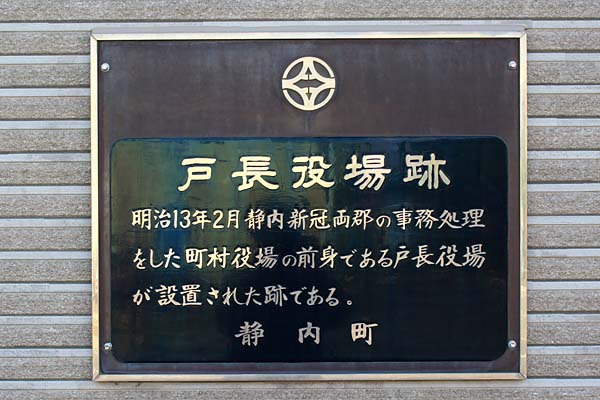 戸長役場跡
明治13年2月静内新冠両郡の事務処理
をした町村役場の前身である戸長役場
が設置された跡である。
静内町